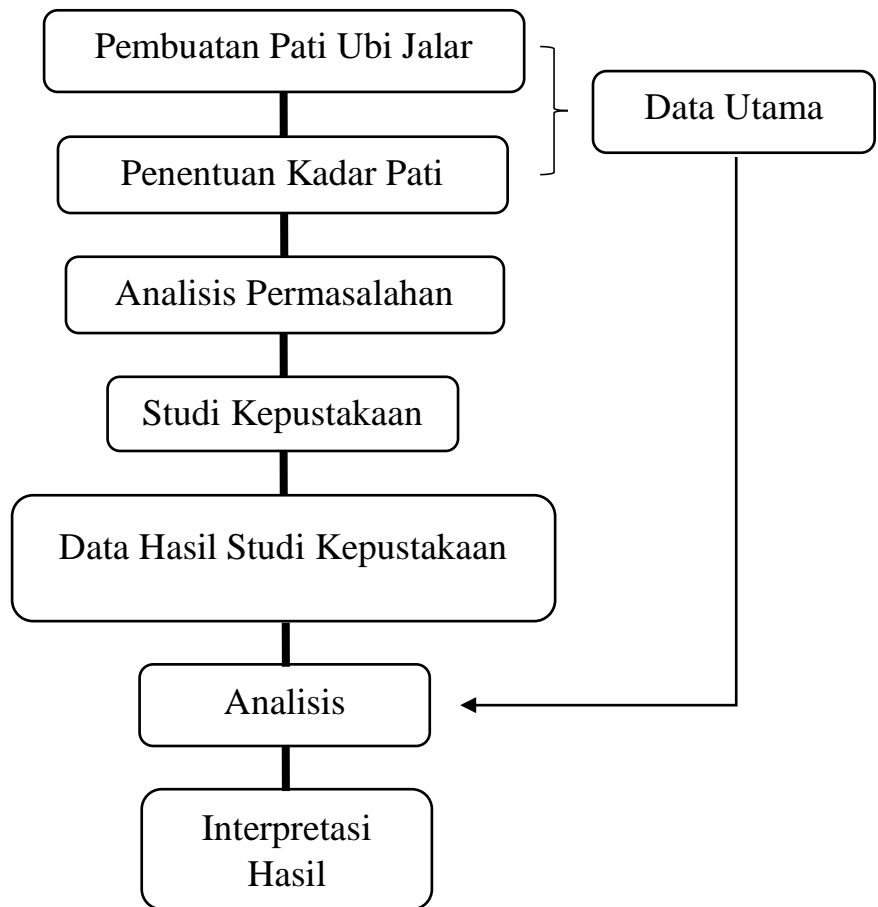 Pembuatan Pati Ubi Jalar
Data Utama
Penentuan Kadar Pati
Analisis Permasalahan
Studi Kepustakaan
Data Hasil Studi Kepustakaan
Analisis
Interpretasi
Hasil